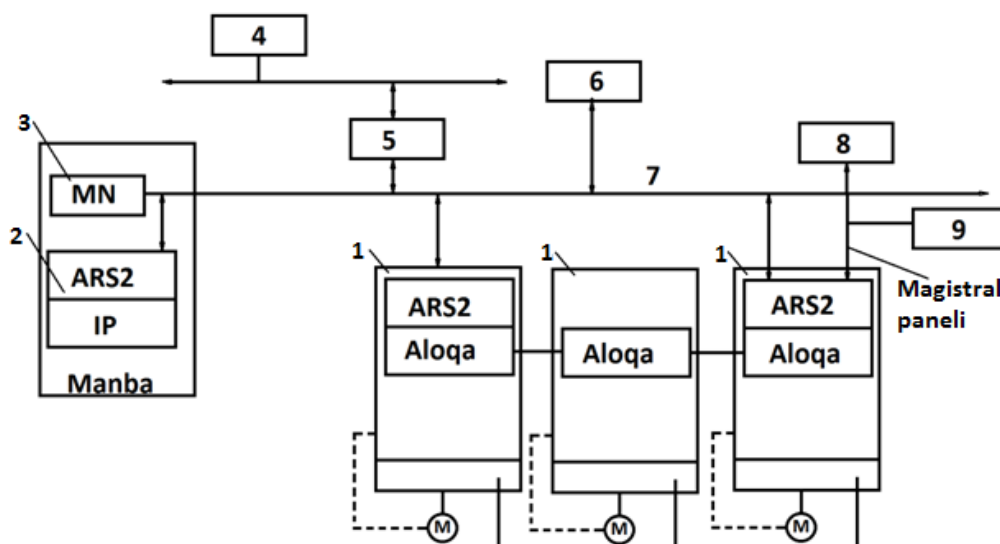 4
6
3
5
8
MN
7
2
9
ARS2
1
1
1
IP
ARS2
ARS2
Magistral
paneli
Aloqa
Aloqa
Aloqa
Manba
M
M
M